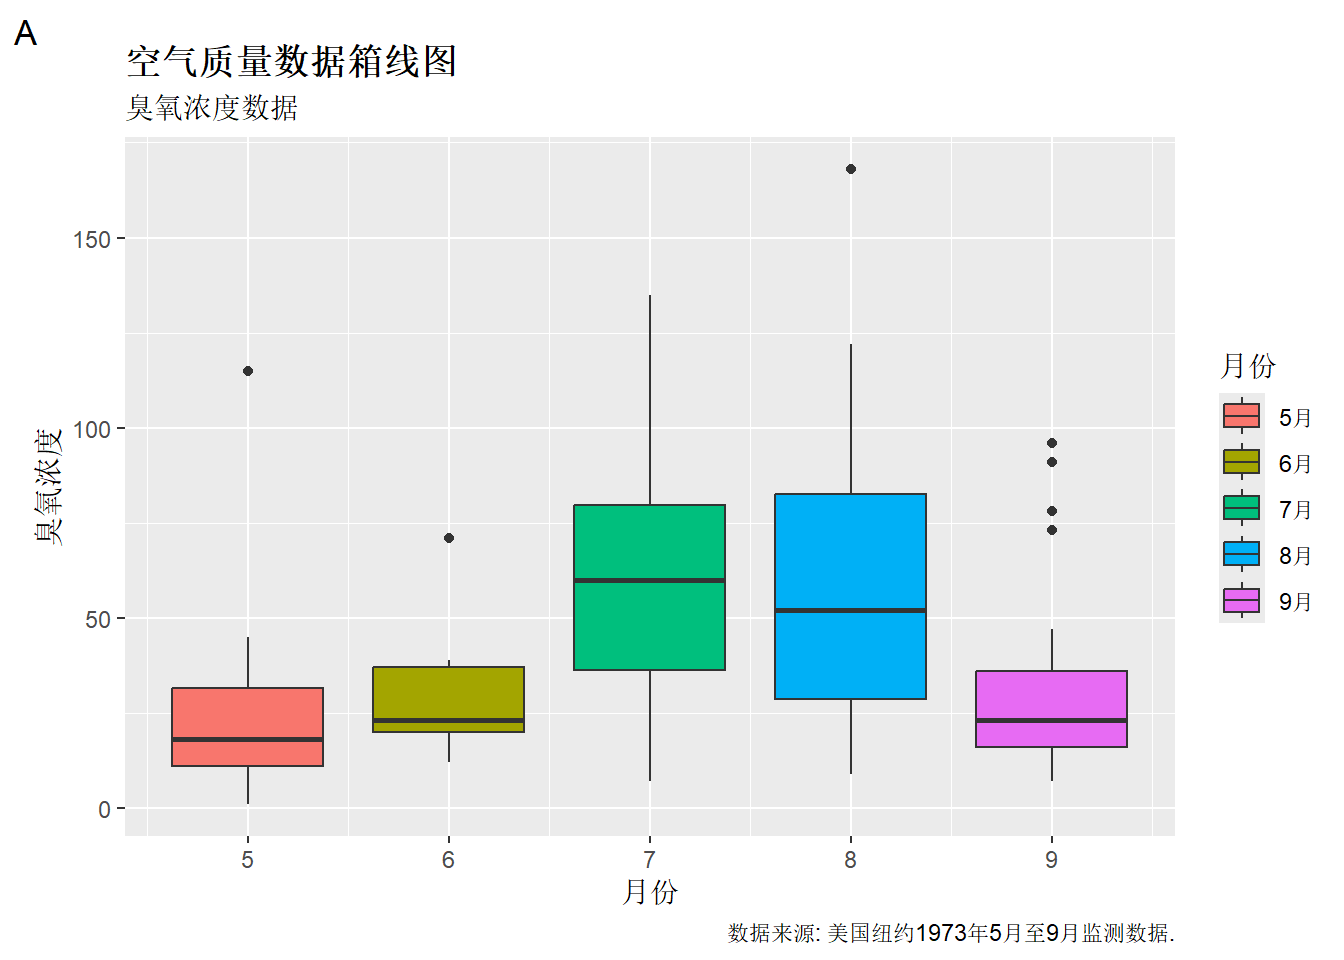 A
空气质量数据箱线图
臭氧浓度数据
臭氧浓度
150
100
50
0
5 6 7 8 9
月份
月份
5月
6月
7月
8月
9月
数据来源: 美国纽约1973年5月至9月监测数据.